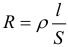 R = ρ l/S